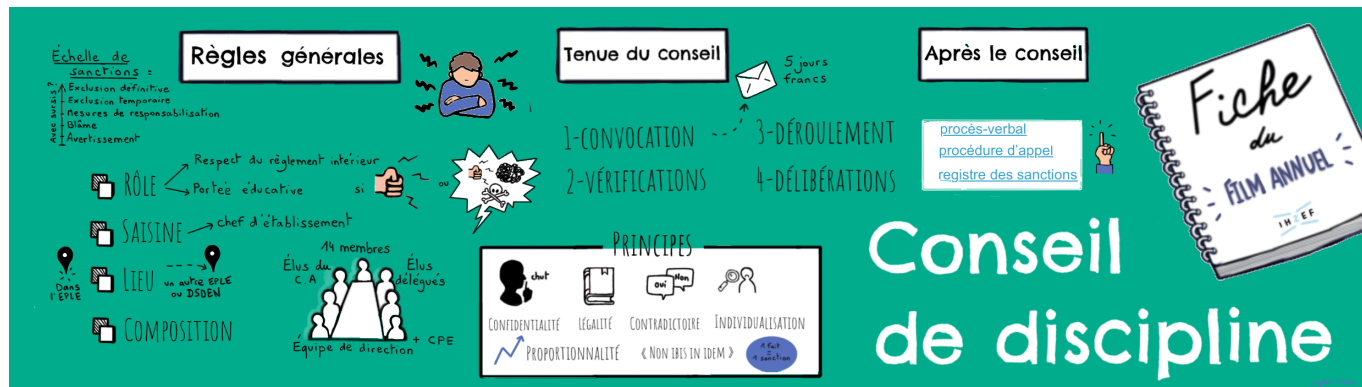 Règles générales
Échelle de
sanctions :
Avec sursis ?
Exclusion définitive
Exclusion temporaire
Mesures de responsabilisation
Blâme
Avertissement
RÔLE
Respect du règlement intérieur
Portée éducative
si
ou
SAISINE
chef d'établissement
Dans
l'EPLE
LIEU
un autre EPLE
ou DSDEN
COMPOSITION
14 membres
Élus du
C.A
Élus
délégués
Équipe de direction
+ CPE
Tenue du conseil
5 jours
francs
1-CONVOCATION
2-VÉRIFICATIONS
3-DÉROULEMENT
4-DÉLIBÉRATIONS
PRINCIPES
chut
oui
Non
CONFIDENTIALITÉ
LÉGALITÉ
CONTRADICTOIRE
INDIVIDUALISATION
PROPORTIONNALITÉ
« NON IBIS IN IDEM »
1 fait
=
1 sanction
Après le conseil
procès-verbal
procédure d'appel
registre des sanctions
Fiche
du
FILM ANNUEL
IH2EF
Conseil
de discipline